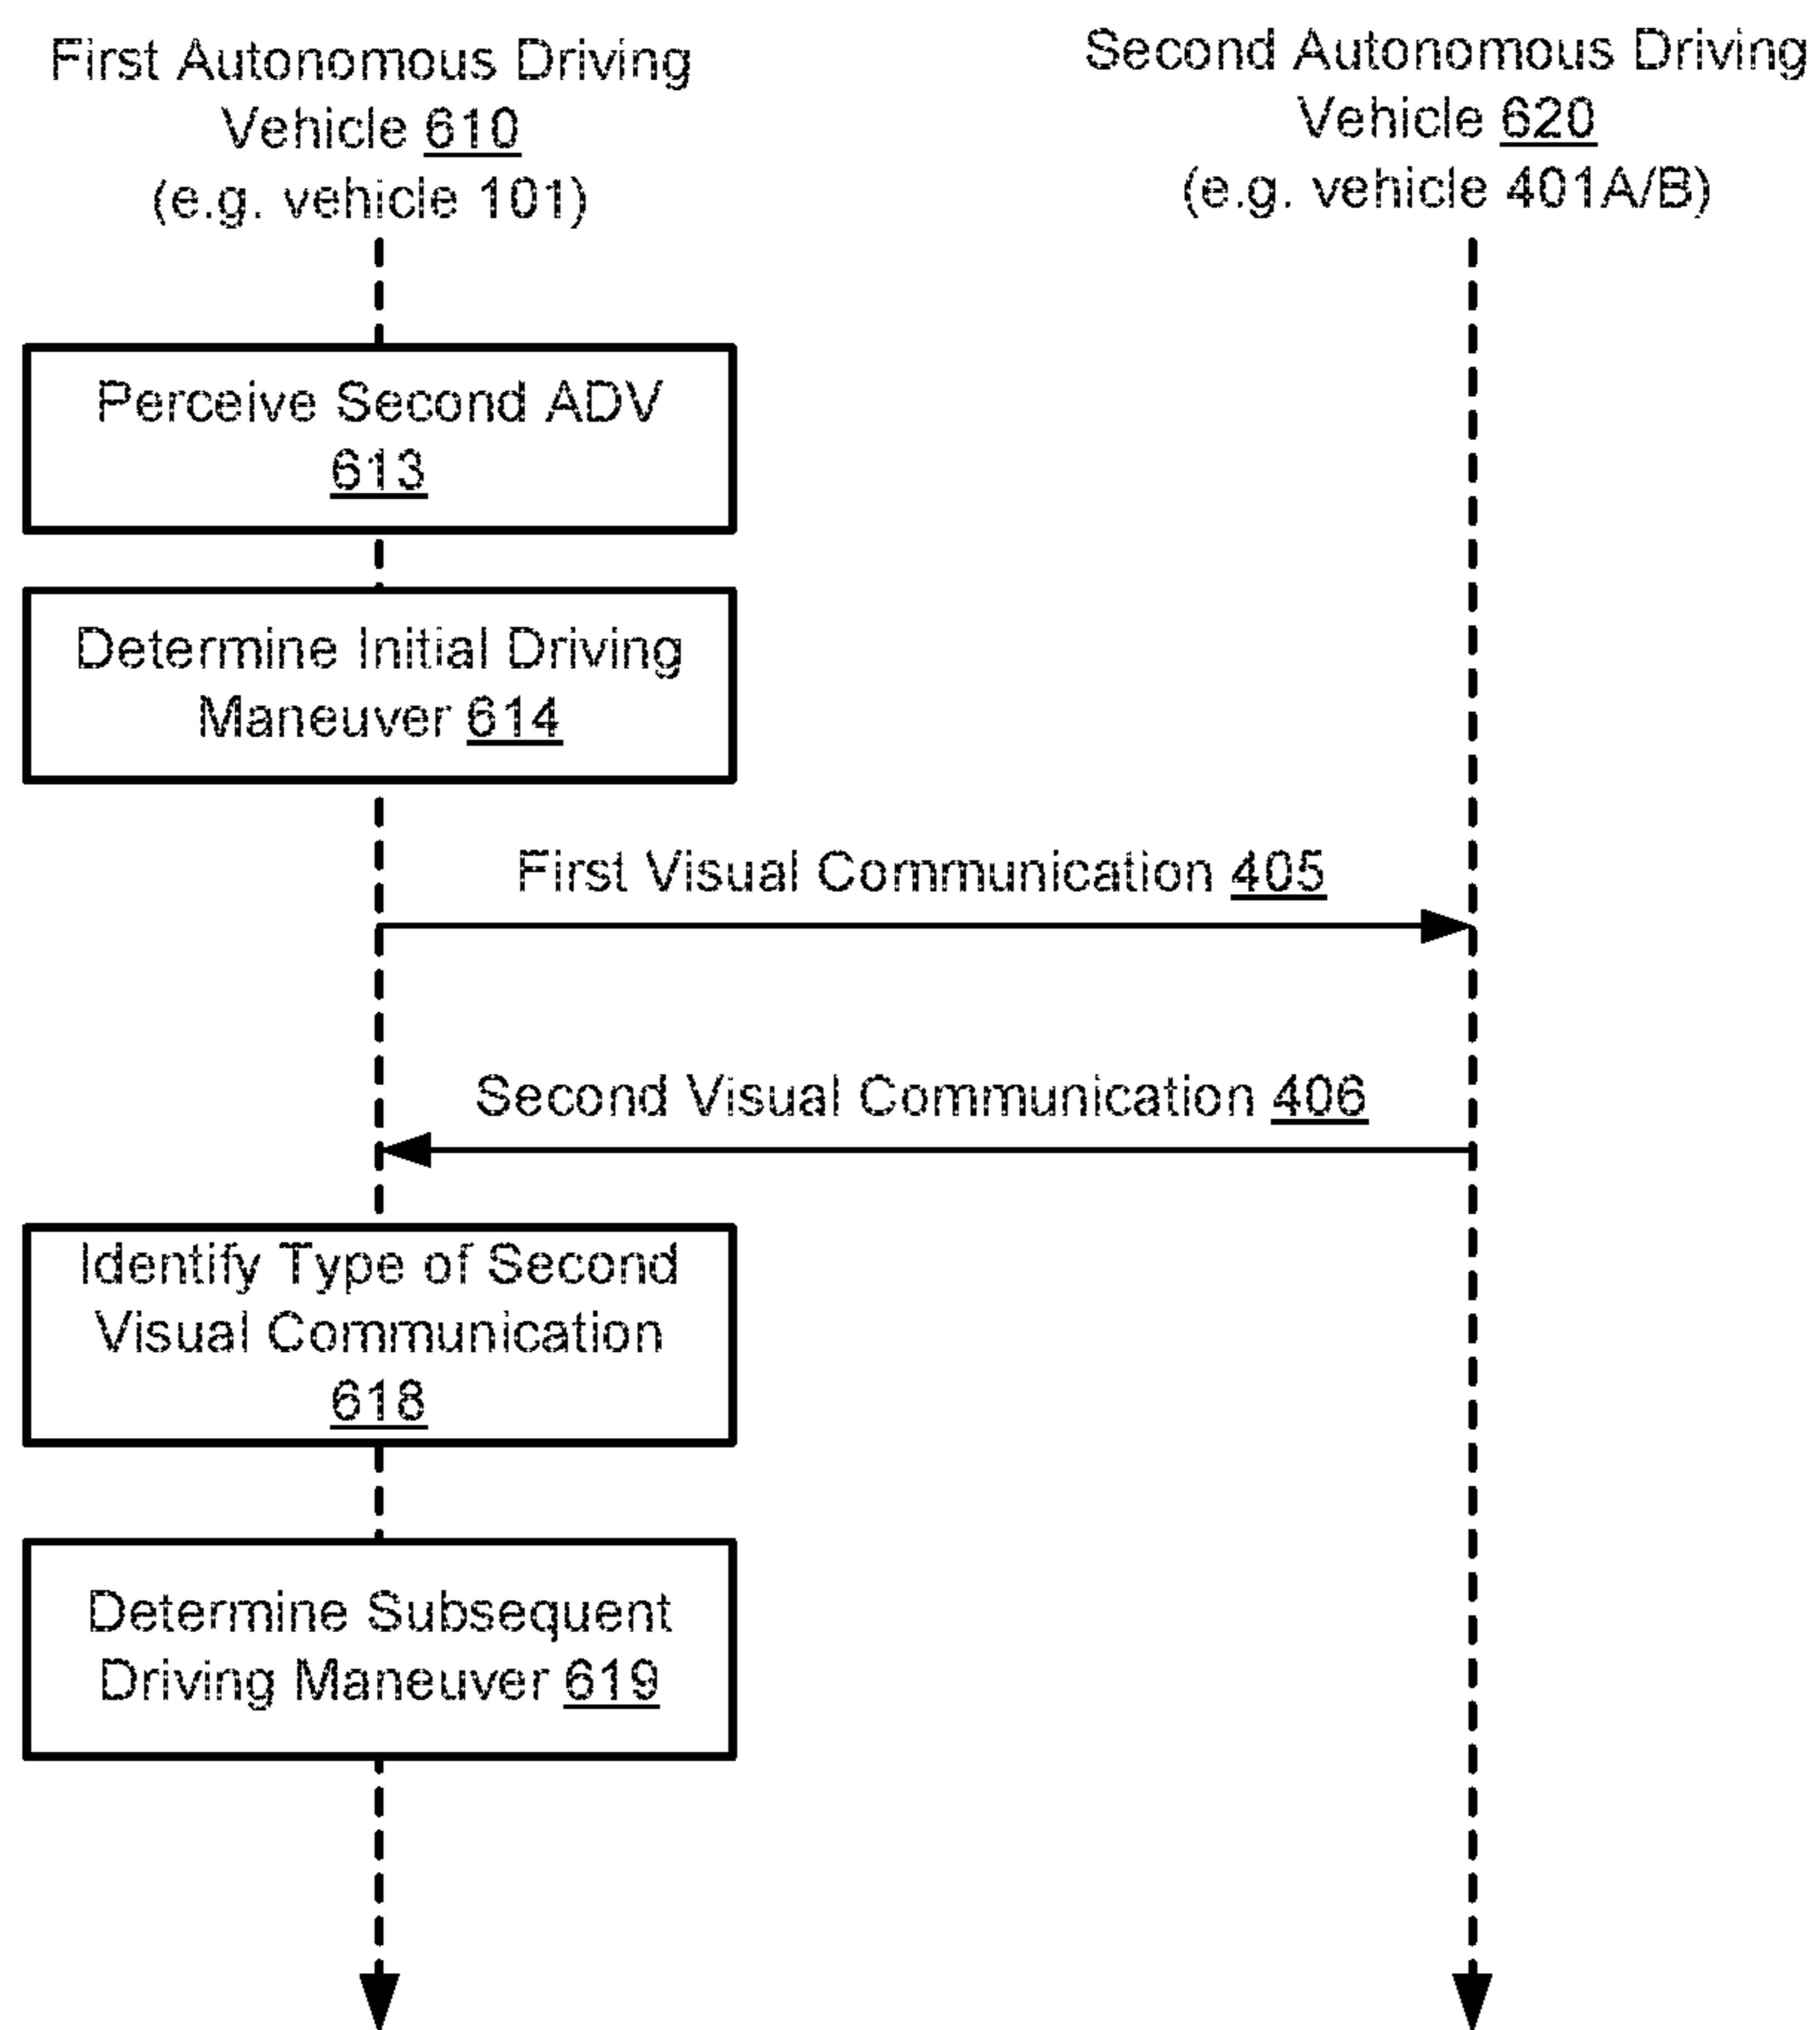 First Autonomous Driving
Vehicle 610
(e.g. vehicle 101)
Second Autonomous Driving
Vehicle 620
(e.g. vehicle 401A/B)
Perceive Second ADV
613
Determine Initial Driving
Maneuver 614
First Visual Communication 405
Second Visual Communication 406
Identify Type of Second
Visual Communication
618
Determine Subsequent
Driving Maneuver 619